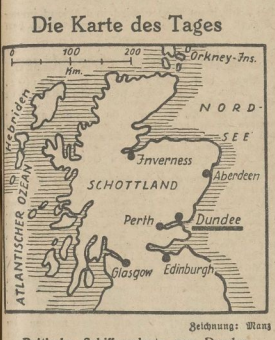 Die Karte des Tages
0 100 200
Km.
Orkney-Ins.
Hebriden
NORD-
SEE
Inverness
Aberdeen
SCHOTTLAND
ATLANTISCHER OZEAN
Perth
Dundee
Glasgow
Edinburgh
Zeichnung: Manz